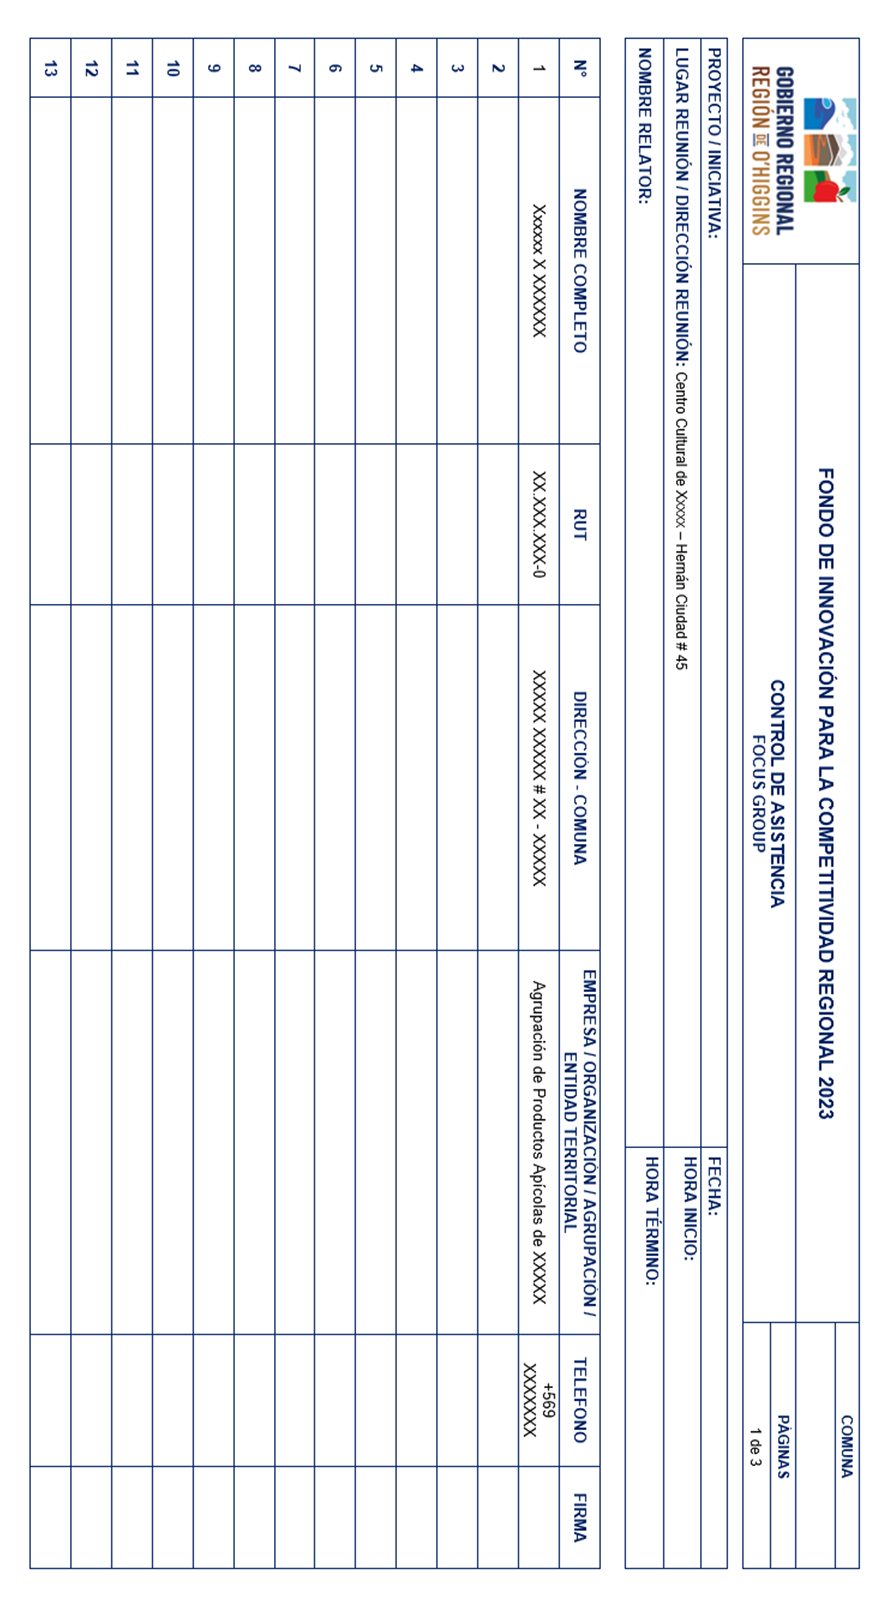 GOBIERNO REGIONAL
REGIÓN DE O'HIGGINS
FONDO DE INNOVACIÓN PARA LA COMPETITIVIDAD REGIONAL 2023
COMUNA
CONTROL DE ASISTENCIA
FOCUS GROUP
PÁGINAS
1 de 3
PROYECTO / INICIATIVA:
FECHA:
LUGAR REUNIÓN / DIRECCIÓN REUNIÓN: Centro Cultural de Xxxxx – Hernán Ciudad # 45
HORA INICIO:
NOMBRE RELATOR:
HORA TÉRMINO:
N° NOMBRE COMPLETO RUT DIRECCIÓN - COMUNA EMPRESA / ORGANIZACIÓN / AGRUPACIÓN /
ENTIDAD TERRITORIAL TELEFONO FIRMA
1 Xxxxxx X XXXXXX XX.XXX.XXX-0 XXXXX XXXXX # XX - XXXXX Agrupación de Productos Apícolas de XXXXX +569
XXXXXXX
2
3
4
5
6
7
8
9
10
11
12
13